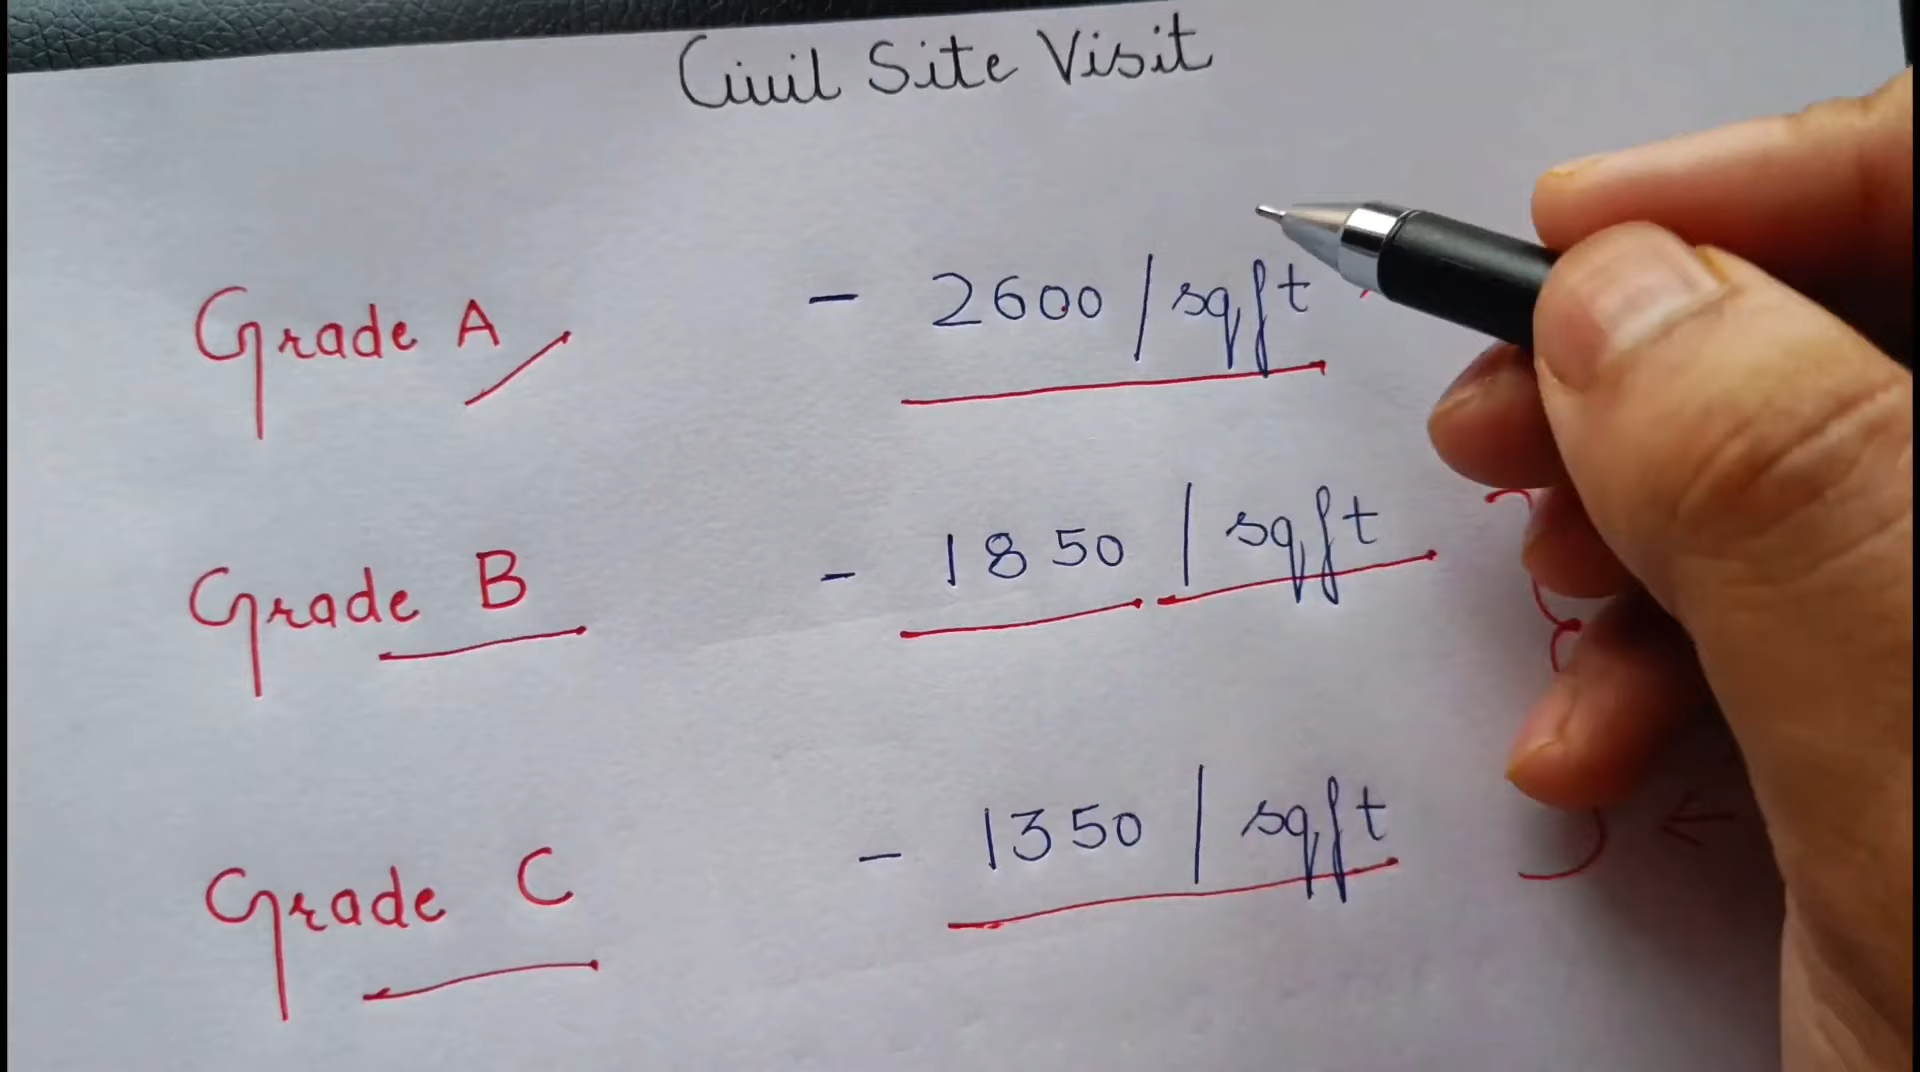 Civil Site Visit
Grade A - 2600 / sqft
Grade B - 1850 / sqft
Grade C - 1350 / sqft